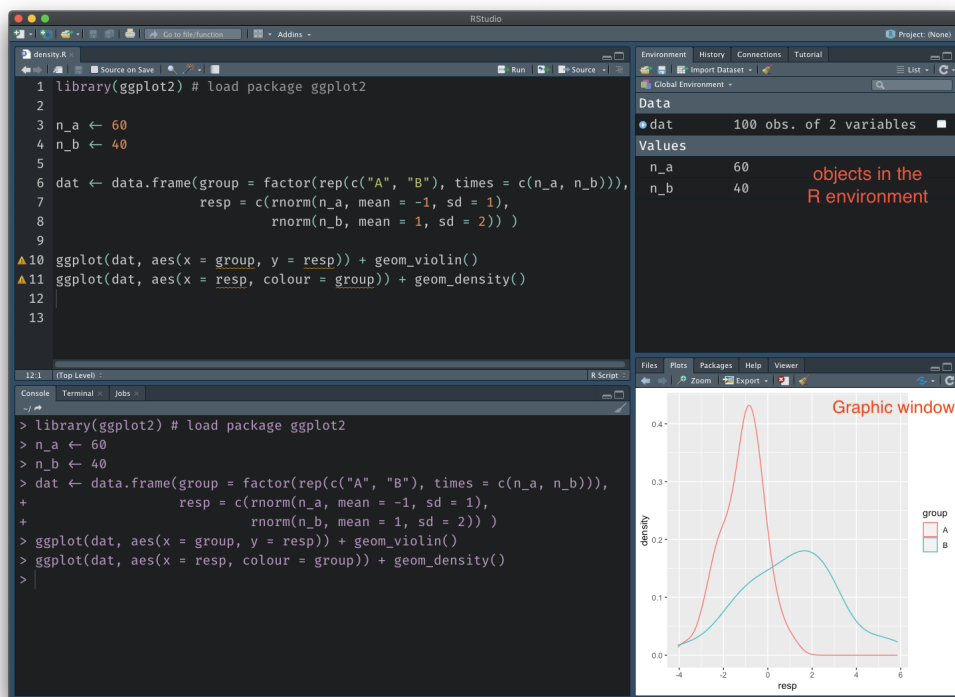 RStudio
Go to file/function
Addins
Project: (None)
density.R
Source on Save
Run
Source
1 library(ggplot2) # load package ggplot2
2
3 n_a ← 60
4 n_b ← 40
5
6 dat ← data.frame(group = factor(rep(c("A", "B"), times = c(n_a, n_b))),
7 resp = c(rnorm(n_a, mean = -1, sd = 1),
8 rnorm(n_b, mean = 1, sd = 2)) )
9
10 ggplot(dat, aes(x = group, y = resp)) + geom_violin()
11 ggplot(dat, aes(x = resp, colour = group)) + geom_density()
12
13
12:1 (Top Level) R Script
Console Terminal Jobs
~/
> library(ggplot2) # load package ggplot2
> n_a ← 60
> n_b ← 40
> dat ← data.frame(group = factor(rep(c("A", "B"), times = c(n_a, n_b))),
+ resp = c(rnorm(n_a, mean = -1, sd = 1),
+ rnorm(n_b, mean = 1, sd = 2)) )
> ggplot(dat, aes(x = group, y = resp)) + geom_violin()
> ggplot(dat, aes(x = resp, colour = group)) + geom_density()
>
Environment History Connections Tutorial
Import Dataset List
Global Environment
Data
dat 100 obs. of 2 variables
Values
n_a 60
n_b 40
objects in the
R environment
Files Plots Packages Help Viewer
Zoom Export
Graphic window
0.4
0.3
0.2
0.1
0.0
density
-4 -2 0 2 4 6
resp
group
A
B